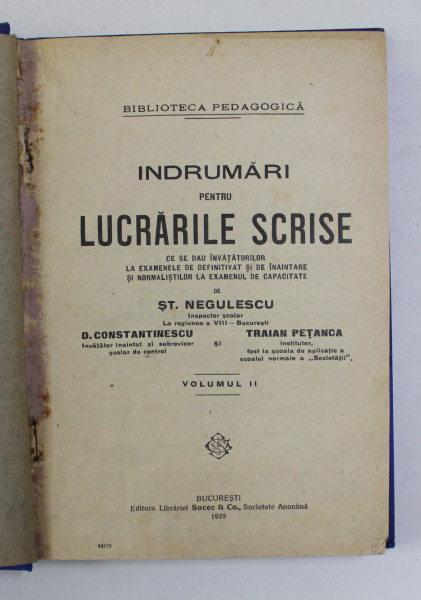 BIBLIOTECA PEDAGOGICĂ
INDRUMĂRI
PENTRU
LUCRĂRILE SCRISE
CE SE DAU ÎNVĂȚĂTORILOR
LA EXAMENELE DE DEFINITIVAT ȘI DE ÎNAINTARE
ȘI NORMALIȘTILOR LA EXAMENUL DE CAPACITATE
DE
ȘT. NEGULESCU
Inspector școlar
La regiunea a VIII — București
D. CONSTANTINESCU
Învățător înaintat și subrevizor
școlar de control
ȘI
TRAIAN PEȚANCA
Institutor,
fost la școala de aplicație a
școalei normale a „Societății”,
VOLUMUL II
BUCUREȘTI
Editura Librăriei Socec & Co., Societate Anonimă
1929
94179